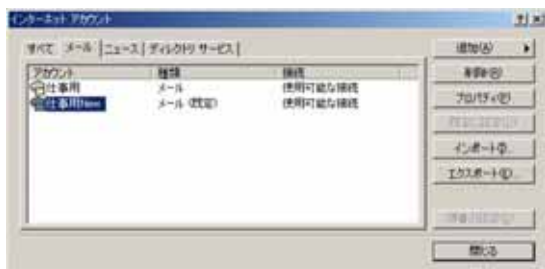 インターネット アカウント
すべて メール ニュース ディレクトリ サービス
アカウント 種類 接続
仕事用 メール 使用可能な接続
仕事用New メール (既定) 使用可能な接続
追加(A)
削除(R)
プロパティ(P)
インポート(I)...
エクスポート(E)...
閉じる